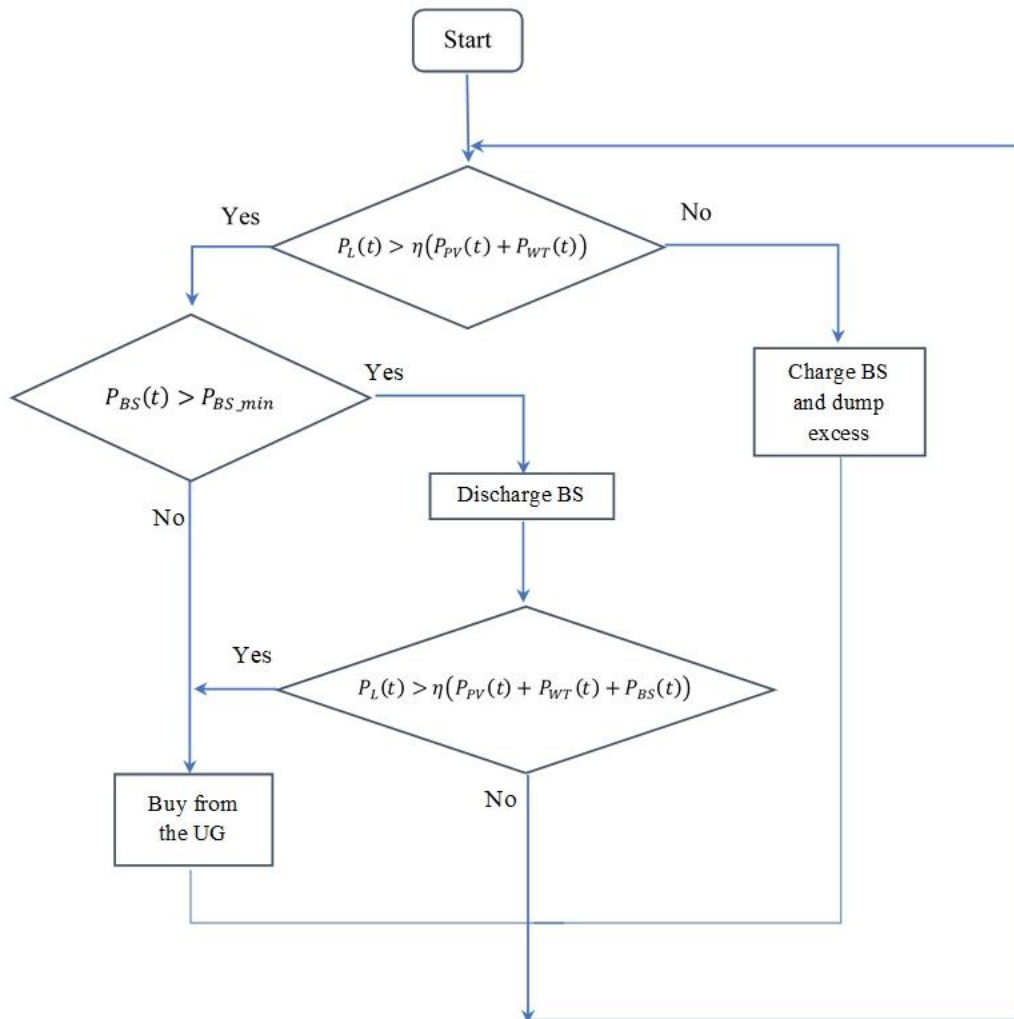 Start
Yes
No
P_L(t) > η(P_PV(t) + P_WT(t))
Yes
P_BS(t) > P_BS_min
Charge BS
and dump
excess
Discharge BS
No
Yes
P_L(t) > η(P_PV(t) + P_WT(t) + P_BS(t))
No
Buy from
the UG